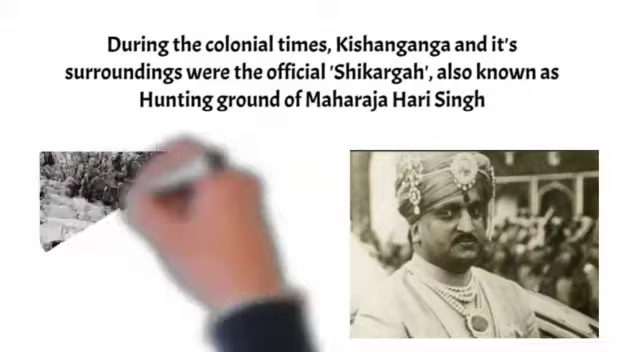 During the colonial times, Kishanganga and it's
surroundings were the official 'Shikargah', also known as
Hunting ground of Maharaja Hari Singh